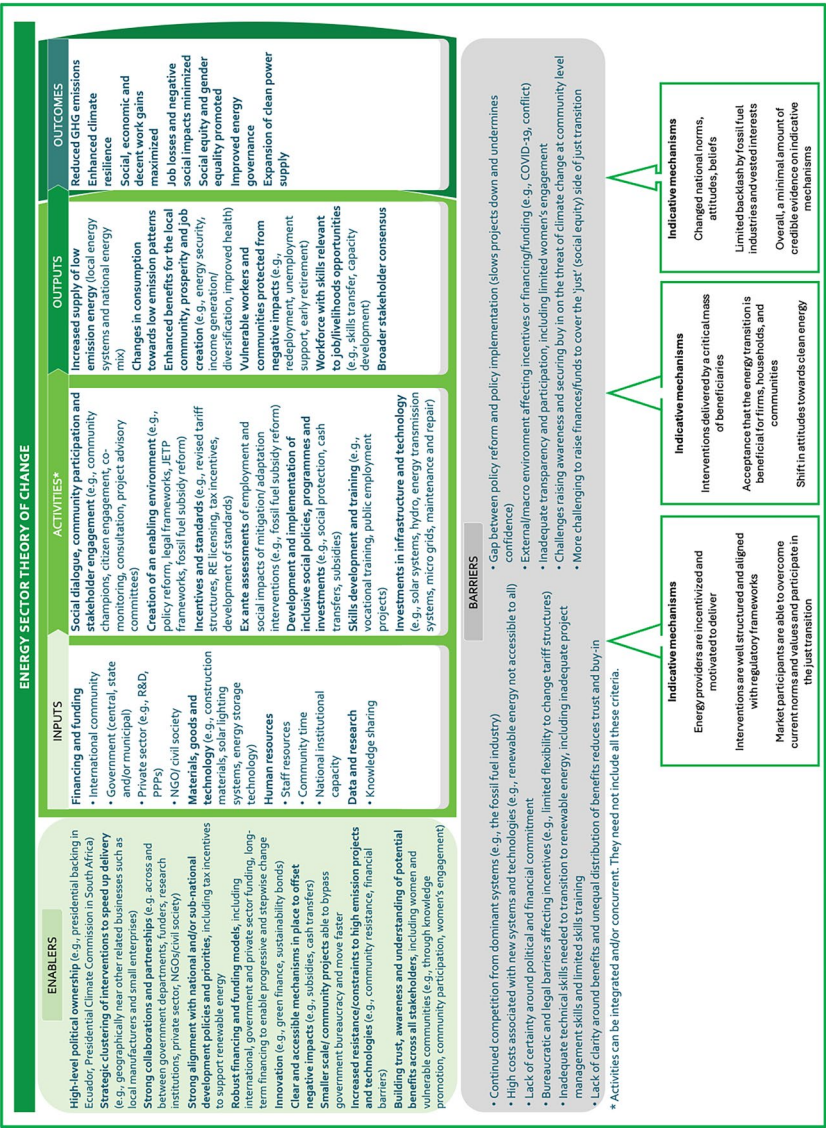 ENERGY SECTOR THEORY OF CHANGE
ENABLERS
High-level political ownership (e.g., presidential backing in
Ecuador, Presidential Climate Commission in South Africa)
Strategic clustering of interventions to speed up delivery
(e.g., geographically near other related businesses such as
local manufacturers and small enterprises)
Strong collaborations and partnerships (e.g. across and
between government departments, funders, research
institutions, private sector, NGOs/civil society)
Strong alignment with national and/or sub-national
development policies and priorities, including tax incentives
to support renewable energy
Robust financing and funding models, including
international, government and private sector funding, long-
term financing to enable progressive and stepwise change
Innovation (e.g., green finance, sustainability bonds)
Clear and accessible mechanisms in place to offset
negative impacts (e.g., subsidies, cash transfers)
Smaller scale/ community projects able to bypass
government bureaucracy and move faster
Increased resistance/constraints to high emission projects
and technologies (e.g., community resistance, financial
barriers)
Building trust, awareness and understanding of potential
benefits across all stakeholders, including women and
vulnerable communities (e.g., through knowledge
promotion, community participation, women's engagement)
INPUTS
Financing and funding
• International community
• Government (central, state
and/or municipal)
• Private sector (e.g., R&D,
PPPs)
• NGO/ civil society
Materials, goods and
technology (e.g., construction
materials, solar lighting
systems, energy storage
technology)
Human resources
• Staff resources
• Community time
• National institutional
capacity
Data and research
• Knowledge sharing
ACTIVITIES*
Social dialogue, community participation and
stakeholder engagement (e.g., community
champions, citizen engagement, co-
monitoring, consultation, project advisory
committees)
Creation of an enabling environment (e.g.,
policy reform, legal frameworks, JETP
frameworks, fossil fuel subsidy reform)
Incentives and standards (e.g., revised tariff
structures, RE licensing, tax incentives,
development of standards)
Ex ante assessments of employment and
social impacts of mitigation/ adaptation
interventions (e.g., fossil fuel subsidy reform)
Development and implementation of
inclusive social policies, programmes and
investments (e.g., social protection, cash
transfers, subsidies)
Skills development and training (e.g.,
vocational training, public employment
projects)
Investments in infrastructure and technology
(e.g., solar systems, hydro, energy transmission
systems, micro grids, maintenance and repair)
OUTPUTS
Increased supply of low
emission energy (local energy
systems and national energy
mix)
Changes in consumption
towards low emission patterns
Enhanced benefits for the local
community, prosperity and job
creation (e.g., energy security,
income generation/
diversification, improved health)
Vulnerable workers and
communities protected from
negative impacts (e.g.,
redeployment, unemployment
support, early retirement)
Workforce with skills relevant
to job/livelihoods opportunities
(e.g., skills transfer, capacity
development)
Broader stakeholder consensus
OUTCOMES
Reduced GHG emissions
Enhanced climate
resilience
Social, economic and
decent work gains
maximized
Job losses and negative
social impacts minimized
Social equity and gender
equality promoted
Improved energy
governance
Expansion of clean power
supply
BARRIERS
• Continued competition from dominant systems (e.g., the fossil fuel industry)
• High costs associated with new systems and technologies (e.g., renewable energy not accessible to all)
• Lack of certainty around political and financial commitment
• Bureaucratic and legal barriers affecting incentives (e.g., limited flexibility to change tariff structures)
• Inadequate technical skills needed to transition to renewable energy, including inadequate project
management skills and limited skills training
• Lack of clarity around benefits and unequal distribution of benefits reduces trust and buy-in
• Gap between policy reform and policy implementation (slows projects down and undermines
confidence)
• External/macro environment affecting incentives or financing/funding (e.g., COVID-19, conflict)
• Inadequate transparency and participation, including limited women's engagement
• Challenges raising awareness and securing buy in on the threat of climate change at community level
• More challenging to raise finances/funds to cover the 'just' (social equity) side of just transition
* Activities can be integrated and/or concurrent. They need not include all these criteria.
Indicative mechanisms
Energy providers are incentivized and
motivated to deliver
Interventions are well structured and aligned
with regulatory frameworks
Market participants are able to overcome
current norms and values and participate in
the just transition
Indicative mechanisms
Interventions delivered by a critical mess
of beneficiaries
Acceptance that the energy transition is
beneficial for firms, households, and
communities
Shift in attitudes towards clean energy
Indicative mechanisms
Changed national norms,
attitudes, beliefs
Limited backlash by fossil fuel
industries and vested interests
Overall, a minimal amount of
credible evidence on indicative
mechanisms